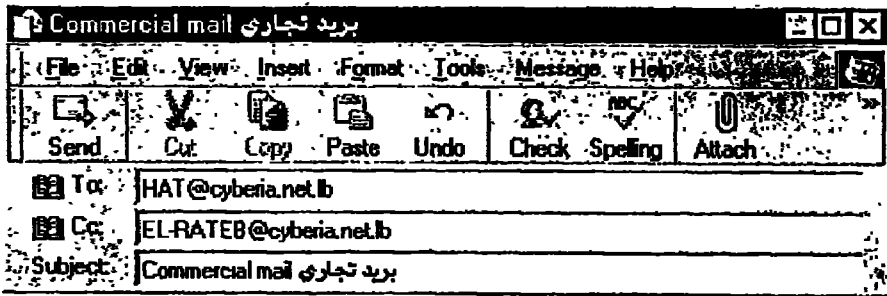 Commercial mail بريد تجاري
File Edit View Insert Format Tools Message Help
Send Cut Copy Paste Undo Check Spelling Attach »
To: HAT@cyberia.net.lb
Cc: EL-RATEB@cyberia.net.lb
Subject: Commercial mail بريد تجاري